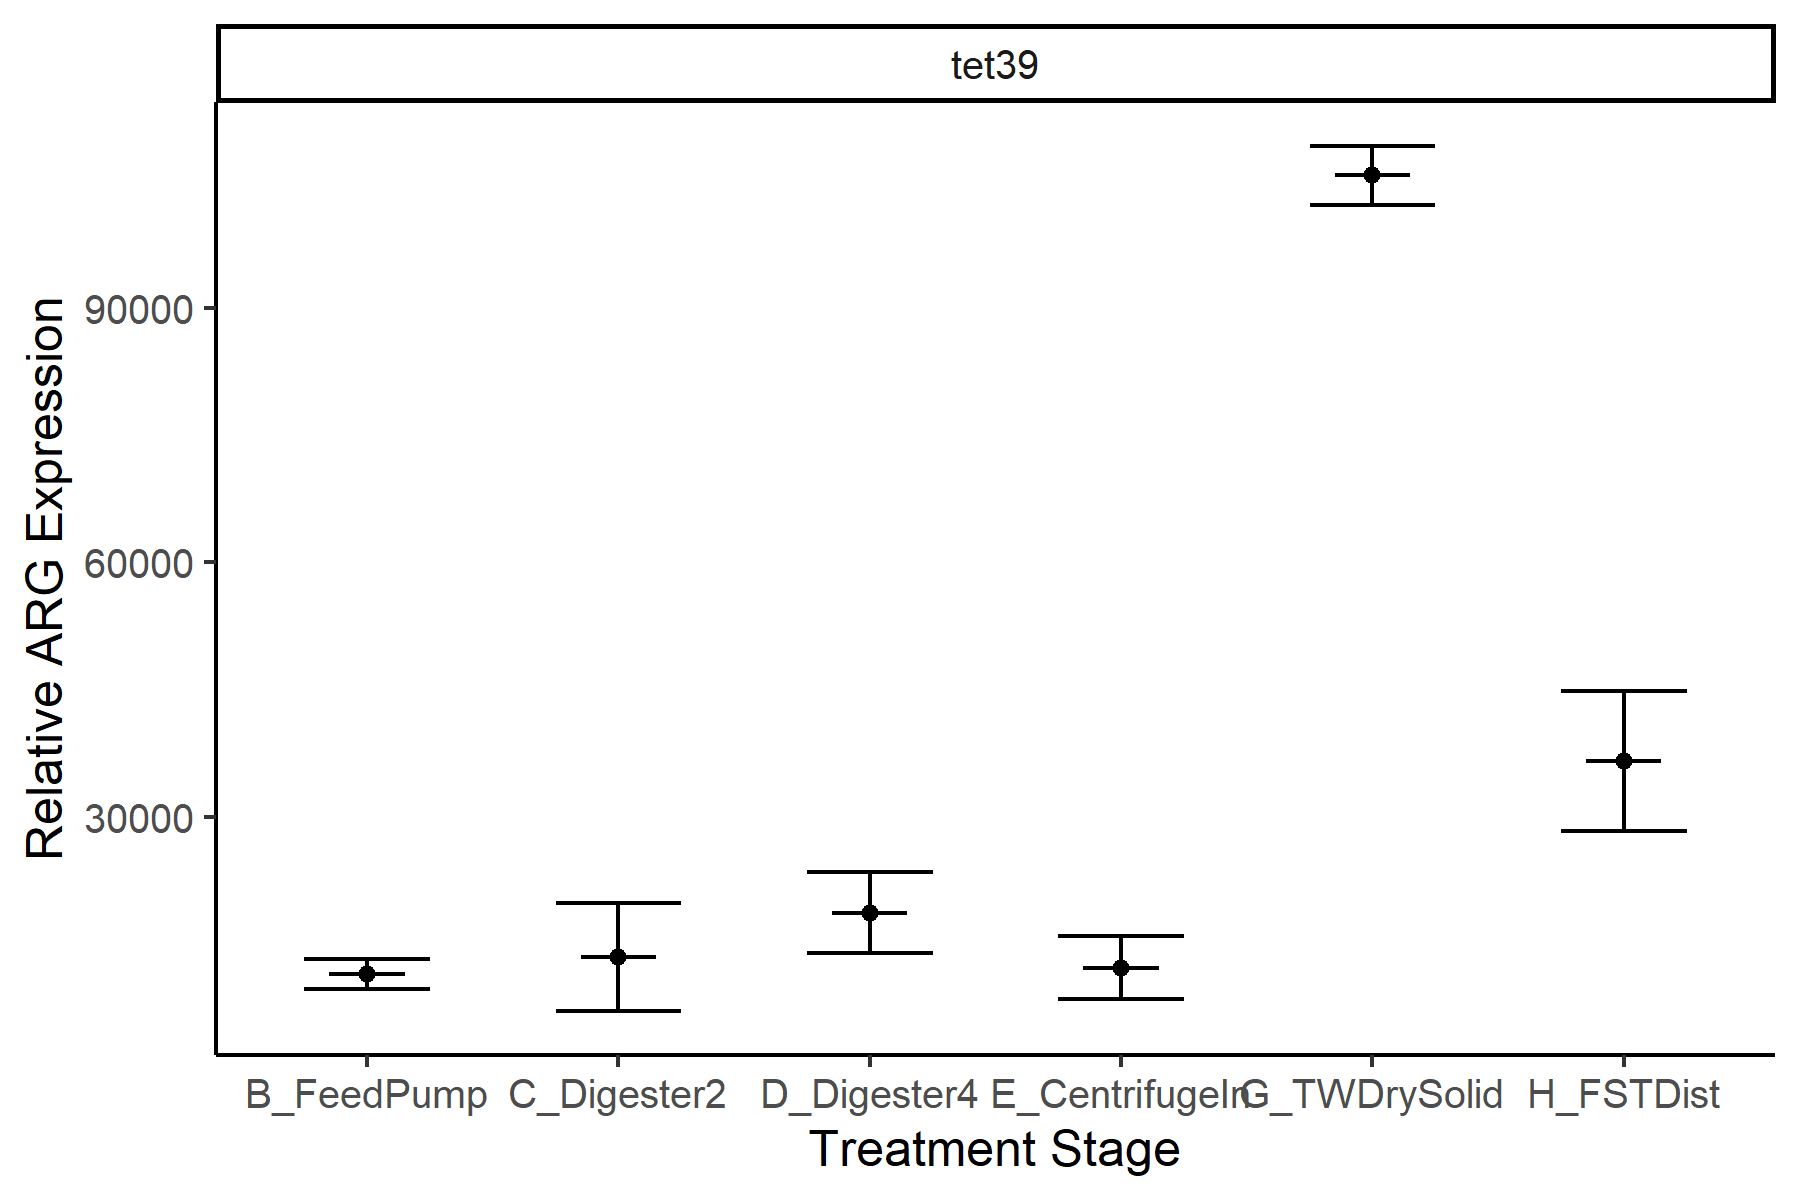 tet39
Relative ARG Expression
90000
60000
30000
B_FeedPump C_Digester2 D_Digester4 E_CentrifugeIn G_TWDrySolid H_FSTDist
Treatment Stage